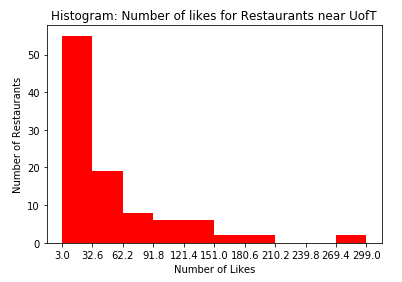 Histogram: Number of likes for Restaurants near UofT
Number of Restaurants
50
40
30
20
10
0
3.0 32.6 62.2 91.8 121.4 151.0 180.6 210.2 239.8 269.4 299.0
Number of Likes